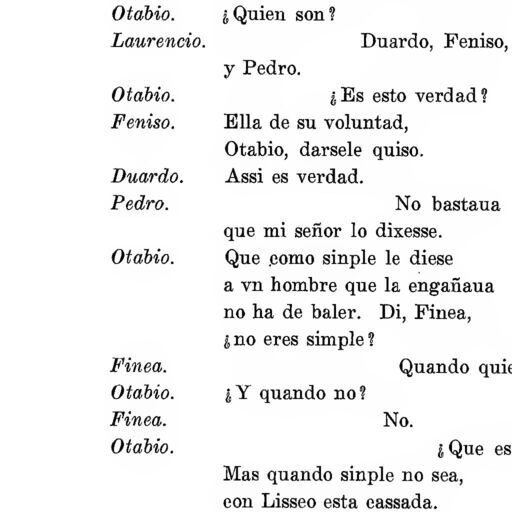 Otabio. ¿Quien son?
Laurencio. Duardo, Feniso,
y Pedro.
Otabio. ¿Es esto verdad?
Feniso. Ella de su voluntad,
Otabio, darsele quiso.
Duardo. Assi es verdad.
Pedro. No bastaua
que mi señor lo dixesse.
Otabio. Que como sinple le diese
a vn hombre que la engañaua
no ha de baler. Di, Finea,
¿no eres simple?
Finea. Quando
Otabio. ¿Y quando no?
Finea. No.
Otabio. ¿Que
Mas quando sinple no sea,
con Lisseo esta cassada.